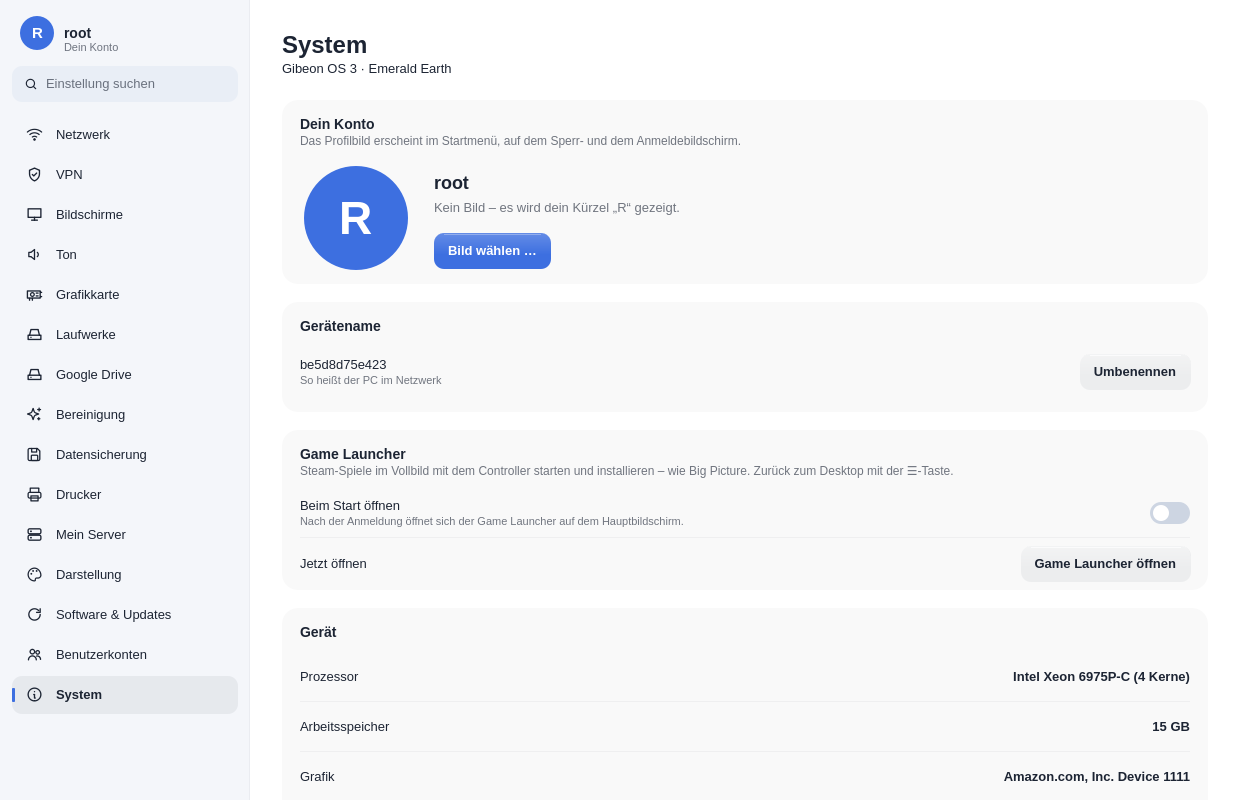 R
root
Dein Konto
Einstellung suchen
Netzwerk
VPN
Bildschirme
Ton
Grafikkarte
Laufwerke
Google Drive
Bereinigung
Datensicherung
Drucker
Mein Server
Darstellung
Software & Updates
Benutzerkonten
System
System
Gibeon OS 3 · Emerald Earth
Dein Konto
Das Profilbild erscheint im Startmenü, auf dem Sperr- und dem Anmeldebildschirm.
R
root
Kein Bild – es wird dein Kürzel „R“ gezeigt.
Bild wählen …
Gerätename
be5d8d75e423
So heißt der PC im Netzwerk
Umbenennen
Game Launcher
Steam-Spiele im Vollbild mit dem Controller starten und installieren – wie Big Picture. Zurück zum Desktop mit der ☰-Taste.
Beim Start öffnen
Nach der Anmeldung öffnet sich der Game Launcher auf dem Hauptbildschirm.
Jetzt öffnen
Game Launcher öffnen
Gerät
Prozessor
Intel Xeon 6975P-C (4 Kerne)
Arbeitsspeicher
15 GB
Grafik
Amazon.com, Inc. Device 1111